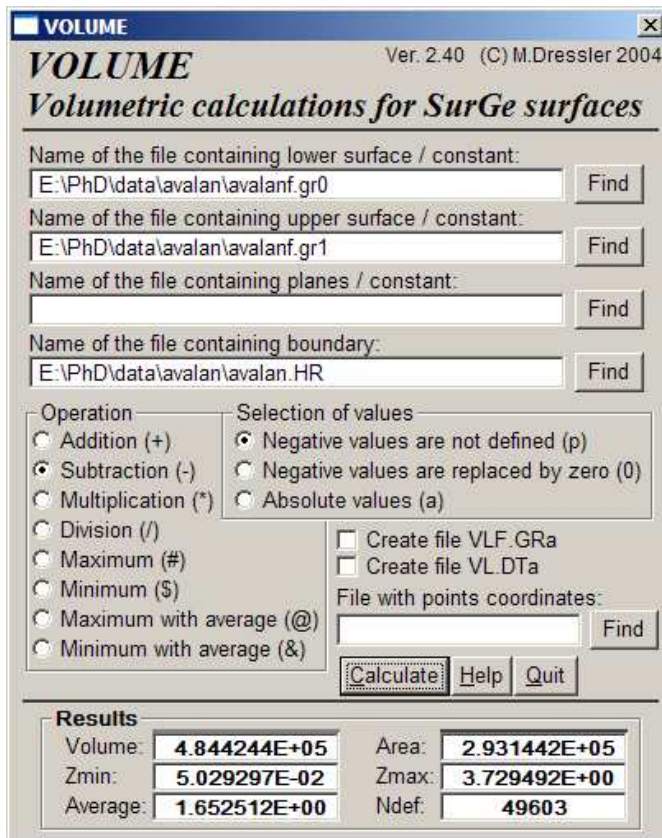 VOLUME
VOLUME Ver. 2.40 (C) M.Dressler 2004
Volumetric calculations for SurGe surfaces
Name of the file containing lower surface / constant:
E:\PhD\data\avalan\avalanf.gr0 Find
Name of the file containing upper surface / constant:
E:\PhD\data\avalan\avalanf.gr1 Find
Name of the file containing planes / constant:
Find
Name of the file containing boundary:
E:\PhD\data\avalan\avalan.HR Find
Operation Selection of values
Addition (+) Negative values are not defined (p)
Subtraction (-) Negative values are replaced by zero (0)
Multiplication (*) Absolute values (a)
Division (/)
Maximum (#)
Minimum ($)
Maximum with average (@)
Minimum with average (&)
Create file VLF.GRa
Create file VL.DTa
File with points coordinates:
Find
Calculate Help Quit
Results
Volume: 4.844244E+05 Area: 2.931442E+05
Zmin: 5.029297E-02 Zmax: 3.729492E+00
Average: 1.652512E+00 Ndef: 49603